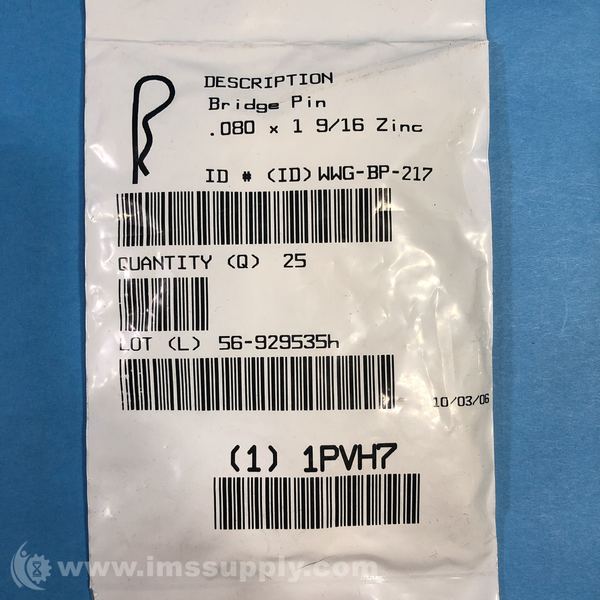 DESCRIPTION
Bridge Pin
.080 x 1 9/16 Zinc
ID # (ID) WWG-BP-217
QUANTITY (Q) 25
LOT (L) 56-929535h
10/03/06
(1) 1PVH7
www.imssupply.com